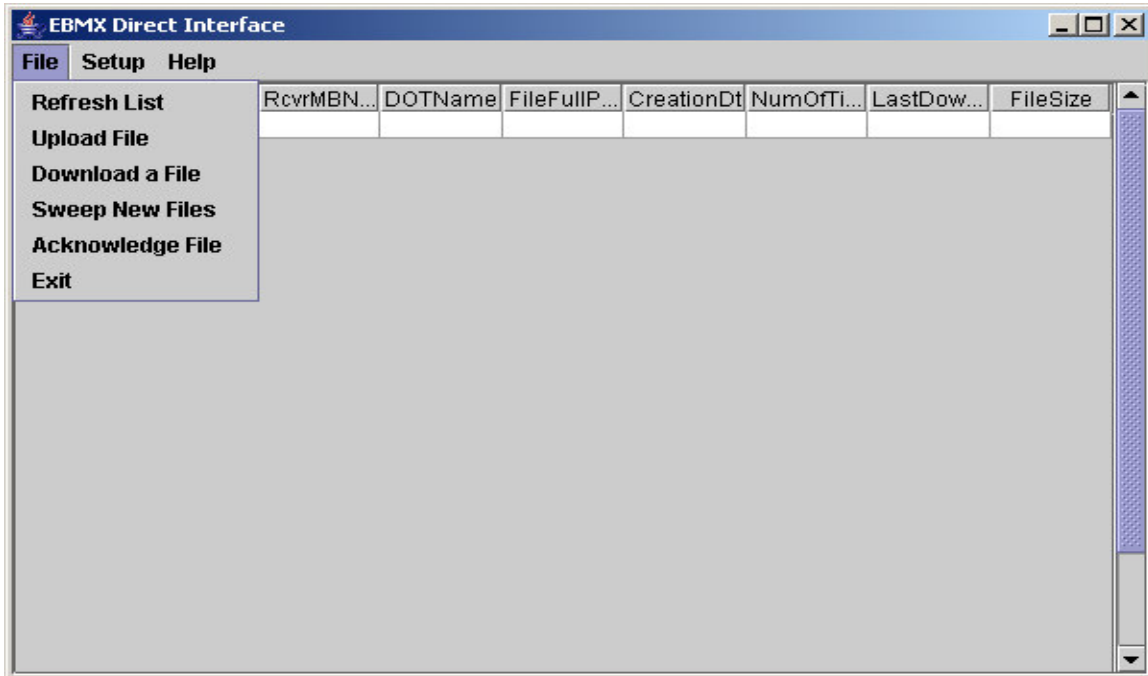 EBMX Direct Interface
File Setup Help
Refresh List
Upload File
Download a File
Sweep New Files
Acknowledge File
Exit
RcvrMBN... DOTName FileFullP... CreationDt NumOfTi... LastDow... FileSize